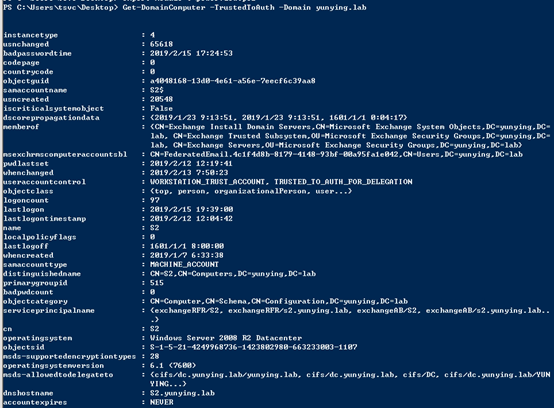 PS C:\Users\tsvc\Desktop> Get-DomainComputer -TrustedToAuth -Domain yunying.lab
instancetype : 4
usnchanged : 65618
badpasswordtime : 2019/2/15 17:24:53
codepage : 0
countrycode : 0
objectguid : a4048168-13d0-4e61-a56e-7eecf6c39aa8
samaccountname : S2$
usncreated : 20548
iscriticalsystemobject : False
dscorepropagationdata : {2019/1/23 9:13:51, 2019/1/23 9:13:51, 1601/1/1 0:04:17}
memberof : {CN=Exchange Install Domain Servers,CN=Microsoft Exchange System Objects,DC=yunying,DC=
lab, CN=Exchange Trusted Subsystem,OU=Microsoft Exchange Security Groups,DC=yunying,DC=
lab, CN=Exchange Servers,OU=Microsoft Exchange Security Groups,DC=yunying,DC=lab}
msexchrmscomputeraccountsbl : CN=FederatedEmail.4c1f4d8b-8179-4148-93bf-00a95fa1e042,CN=Users,DC=yunying,DC=lab
pwdlastset : 2019/2/12 12:19:41
whenchanged : 2019/2/13 7:50:23
useraccountcontrol : WORKSTATION_TRUST_ACCOUNT, TRUSTED_TO_AUTH_FOR_DELEGATION
objectclass : {top, person, organizationalPerson, user...}
logoncount : 97
lastlogon : 2019/2/15 19:39:00
lastlogontimestamp : 2019/2/12 12:04:42
name : S2
localpolicyflags : 0
lastlogoff : 1601/1/1 8:00:00
whencreated : 2019/1/7 6:33:38
samaccounttype : MACHINE_ACCOUNT
distinguishedname : CN=S2,CN=Computers,DC=yunying,DC=lab
primarygroupid : 515
badpwdcount : 0
objectcategory : CN=Computer,CN=Schema,CN=Configuration,DC=yunying,DC=lab
serviceprincipalname : {exchangeRFR/S2, exchangeRFR/s2.yunying.lab, exchangeAB/S2, exchangeAB/s2.yunying.lab..
.}
cn : S2
operatingsystem : Windows Server 2008 R2 Datacenter
objectsid : S-1-5-21-4249968736-1423802980-663233003-1107
msds-supportedencryptiontypes : 28
operatingsystemversion : 6.1 (7600)
msds-allowedtodelegateto : {cifs/dc.yunying.lab/yunying.lab, cifs/dc.yunying.lab, cifs/DC, cifs/dc.yunying.lab/YUN
YING...}
dnshostname : S2.yunying.lab
accountexpires : NEVER